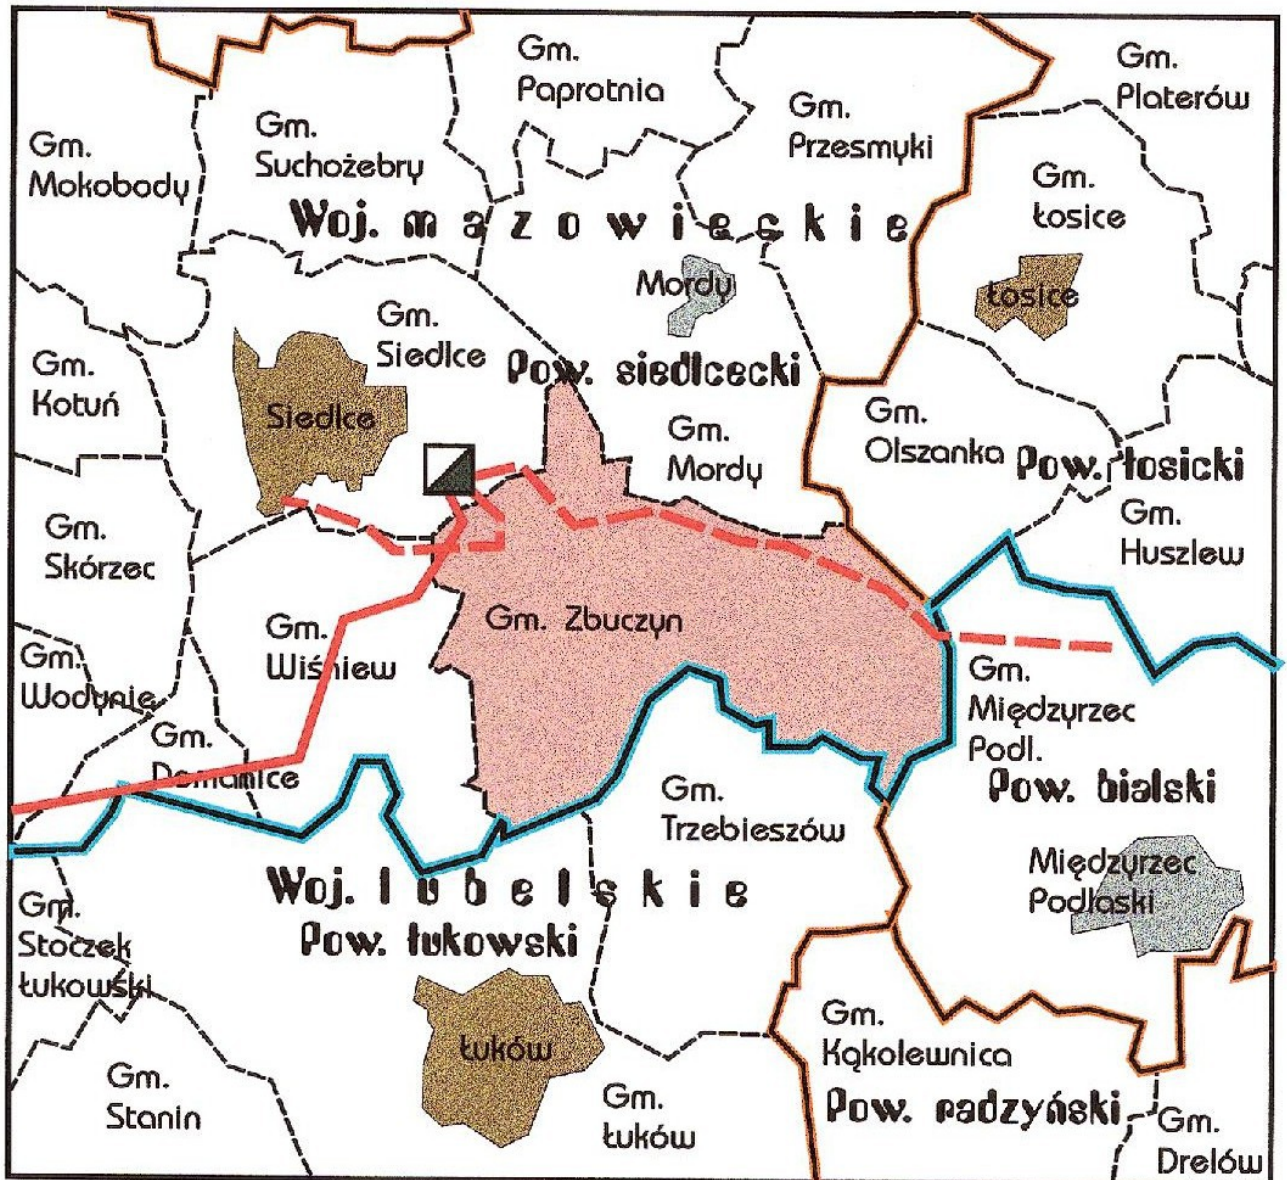 Gm.
Paprotnia
Gm.
Platerów
Gm.
Przesmyki
Gm.
Suchożebry
Gm.
Mokobody
Gm.
Łosice
Woj. mazowieckie
Mordy
Łosice
Gm.
Siedlce
Gm.
Kotuń
Pow. siedlcecki
Siedlce
Gm.
Olszanka
Gm.
Mordy
Pow. łosicki
Gm.
Huszlew
Gm.
Skórzec
Gm. Zbuczyn
Gm.
Wiśniew
Gm.
Wodynie
Gm.
Międzyrzec
Podl.
Gm.
Domanice
Pow. bialski
Gm.
Trzebieszów
Międzyrzec
Podlaski
Woj. lubelskie
Pow. łukowski
Gm.
Stoczek
Łukowski
Gm.
Kąkolewnica
Łuków
Gm.
Stanin
Gm.
Łuków
Pow. radzyński
Gm.
Drelów